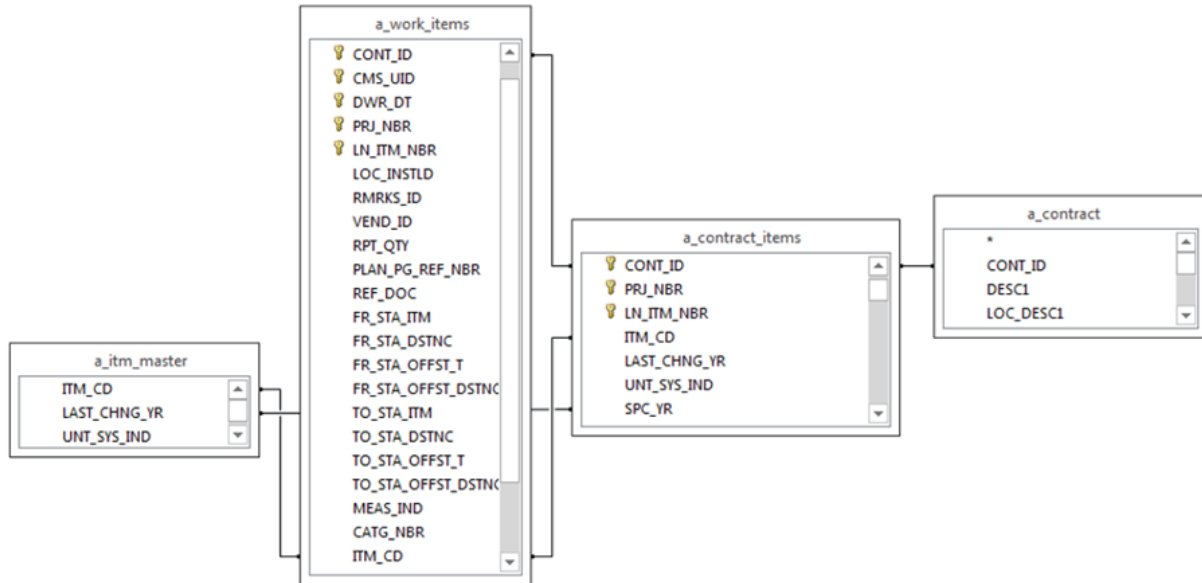 a_work_items
CONT_ID
CMS_UID
DWR_DT
PRJ_NBR
LN_ITM_NBR
LOC_INSTLD
RMRKS_ID
VEND_ID
RPT_QTY
PLAN_PG_REF_NBR
REF_DOC
FR_STA_ITM
FR_STA_DSTNC
FR_STA_OFFST_T
FR_STA_OFFST_DSTNC
TO_STA_ITM
TO_STA_DSTNC
TO_STA_OFFST_T
TO_STA_OFFST_DSTNC
MEAS_IND
CATG_NBR
ITM_CD
a_itm_master
ITM_CD
LAST_CHNG_YR
UNT_SYS_IND
a_contract_items
CONT_ID
PRJ_NBR
LN_ITM_NBR
ITM_CD
LAST_CHNG_YR
UNT_SYS_IND
SPC_YR
a_contract
*
CONT_ID
DESC1
LOC_DESC1